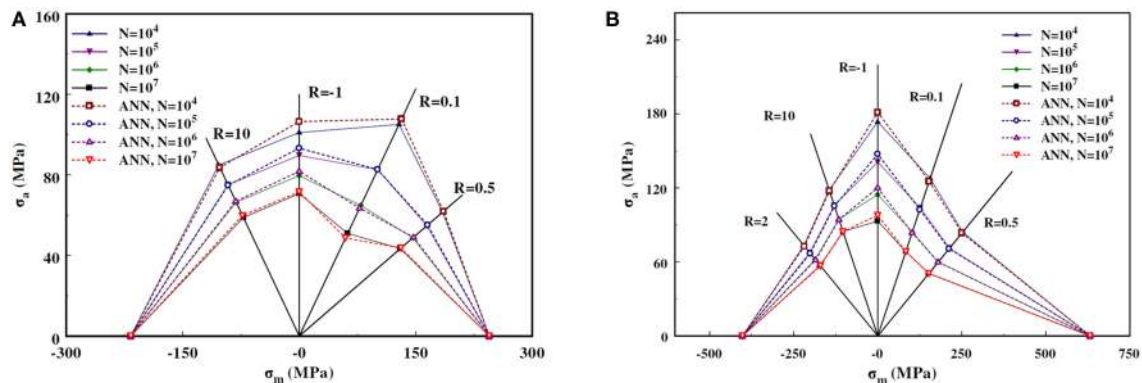 A
160
120
80
40
0
σa (MPa)
N=10^4
N=10^5
N=10^6
N=10^7
ANN, N=10^4
ANN, N=10^5
ANN, N=10^6
ANN, N=10^7
R=10
R=-1
R=0.1
R=0.5
-300
-150
-0
150
300
σm (MPa)
B
240
180
120
60
0
σa (MPa)
N=10^4
N=10^5
N=10^6
N=10^7
ANN, N=10^4
ANN, N=10^5
ANN, N=10^6
ANN, N=10^7
R=-1
R=0.1
R=10
R=2
R=0.5
-500
-250
-0
250
500
750
σm (MPa)